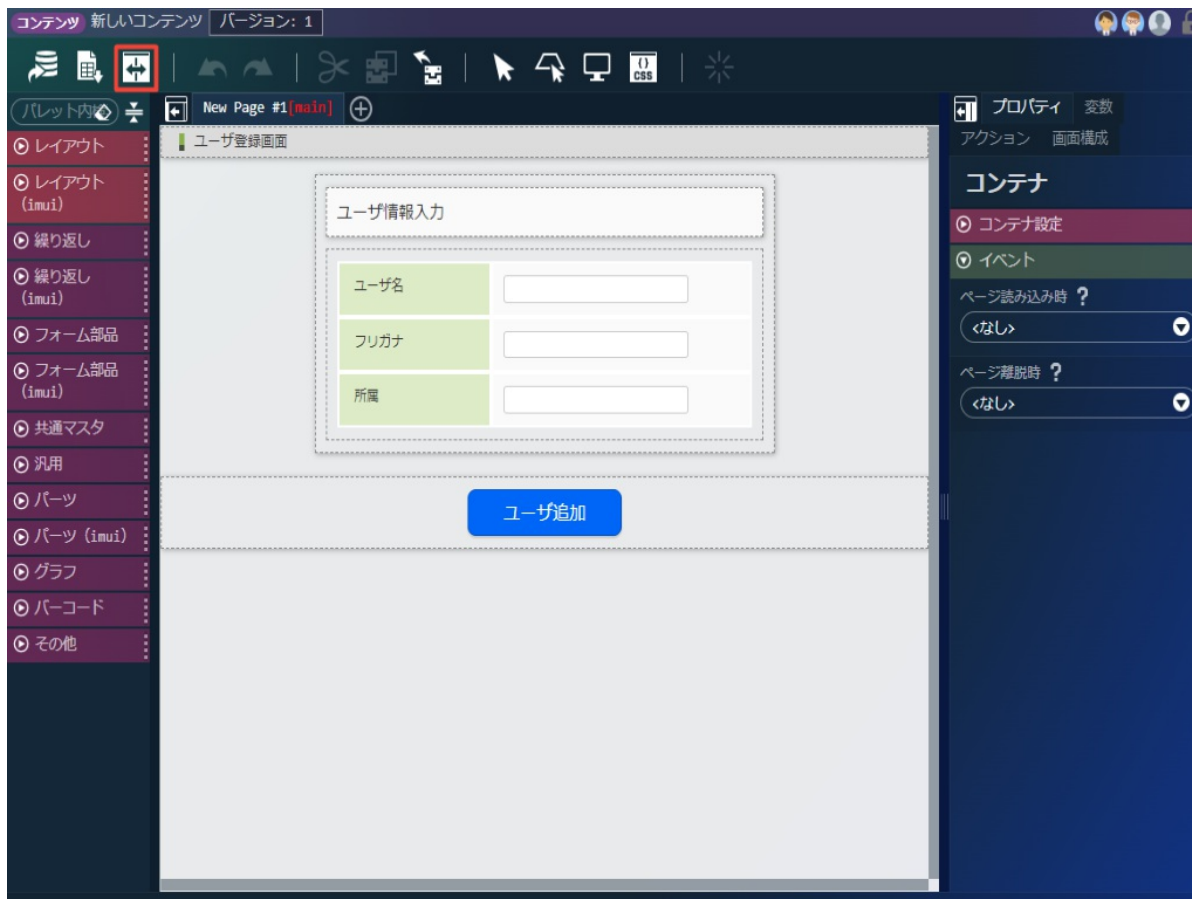 コンテンツ 新しいコンテンツ バージョン: 1
{} CSS
パレット内
New Page #1[main]
プロパティ 変数
アクション 画面構成
レイアウト
レイアウト
(imui)
繰り返し
繰り返し
(imui)
フォーム部品
フォーム部品
(imui)
共通マスタ
汎用
パーツ
パーツ (imui)
グラフ
バーコード
その他
ユーザ登録画面
ユーザ情報入力
ユーザ名
フリガナ
所属
ユーザ追加
コンテナ
コンテナ設定
イベント
ページ読み込み時 ?
<なし>
ページ離脱時 ?
<なし>